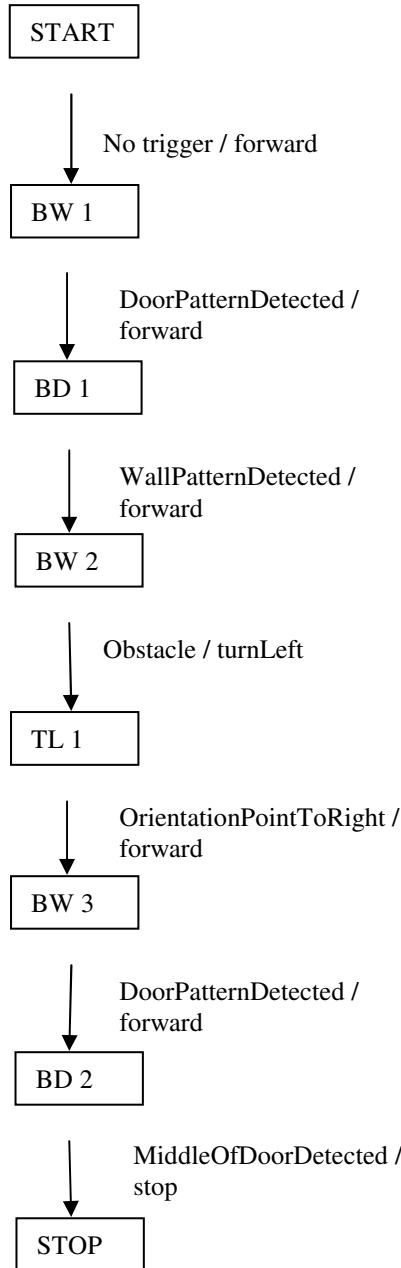 START
No trigger / forward
BW 1
DoorPatternDetected /
forward
BD 1
WallPatternDetected /
forward
BW 2
Obstacle / turnLeft
TL 1
OrientationPointToRight /
forward
BW 3
DoorPatternDetected /
forward
BD 2
MiddleOfDoorDetected /
stop
STOP